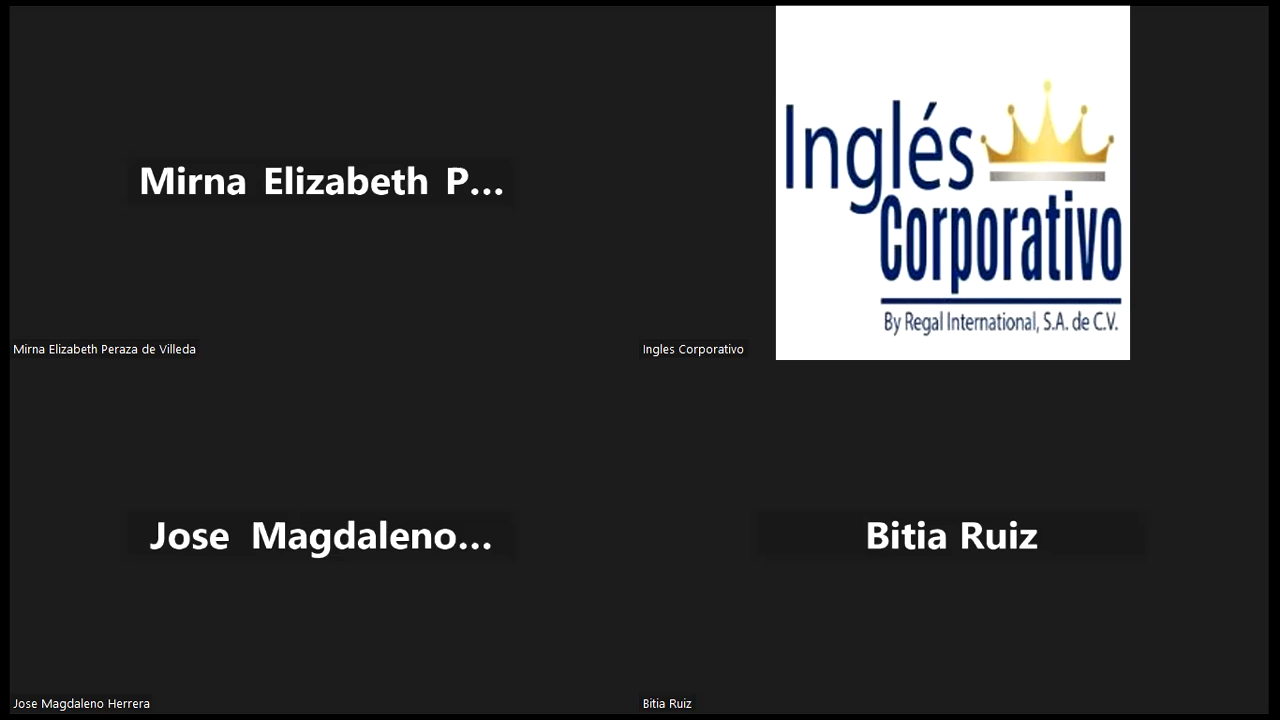 Mirna Elizabeth P...
Mirna Elizabeth Peraza de Villeda
Inglés
Corporativo
By Regal International, S.A. de C.V.
Ingles Corporativo
Jose Magdaleno...
Jose Magdaleno Herrera
Bitia Ruiz
Bitia Ruiz